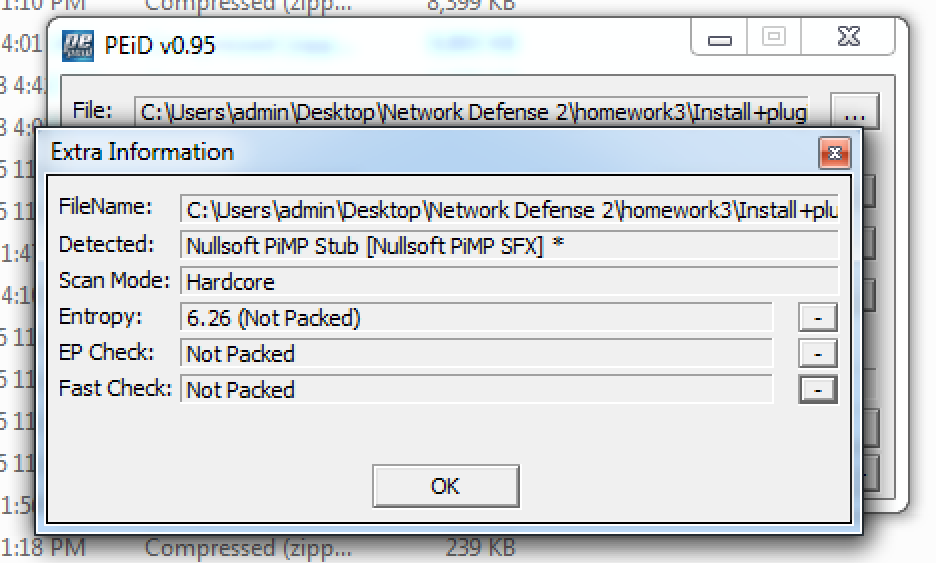 1:10 PM Compressed (zipp... 8,599 KB
4:01
PEiD v0.95
File: C:\Users\admin\Desktop\Network Defense 2\homework3\Install+plug
...
Extra Information
FileName: C:\Users\admin\Desktop\Network Defense 2\homework3\Install+plu
Detected: Nullsoft PiMP Stub [Nullsoft PiMP SFX] *
Scan Mode: Hardcore
Entropy: 6.26 (Not Packed) -
EP Check: Not Packed -
Fast Check: Not Packed -
OK
1:18 PM Compressed (zipp... 239 KB